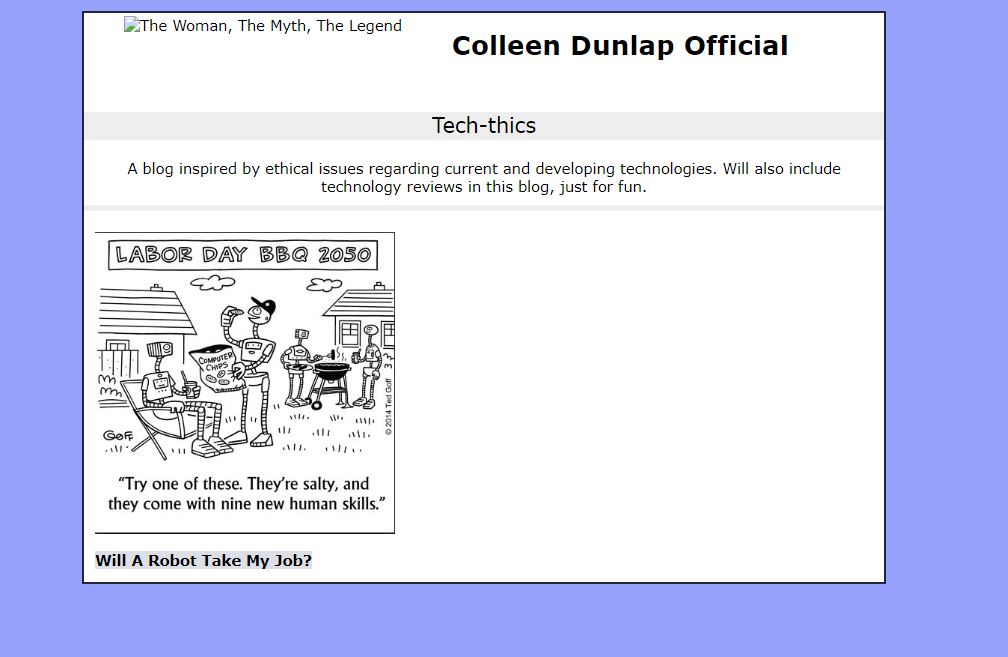 The Woman, The Myth, The Legend
Colleen Dunlap Official
Tech-thics
A blog inspired by ethical issues regarding current and developing technologies. Will also include
technology reviews in this blog, just for fun.
LABOR DAY BBQ 2050
COMPUTER
CHIPS
GOFF
© 2014 Ted Goff
“Try one of these. They’re salty, and
they come with nine new human skills.”
Will A Robot Take My Job?